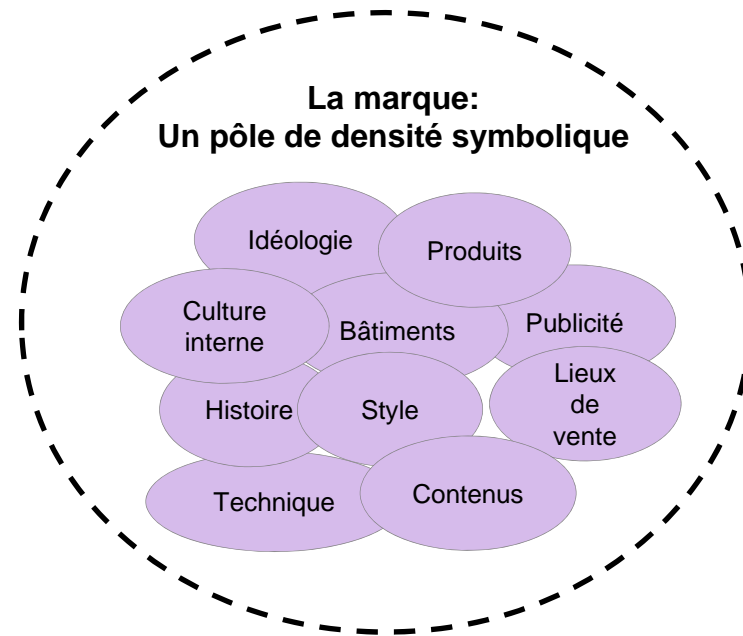 La marque:
Un pôle de densité symbolique
Idéologie
Produits
Culture
interne
Bâtiments
Publicité
Histoire
Style
Lieux
de
vente
Technique
Contenus